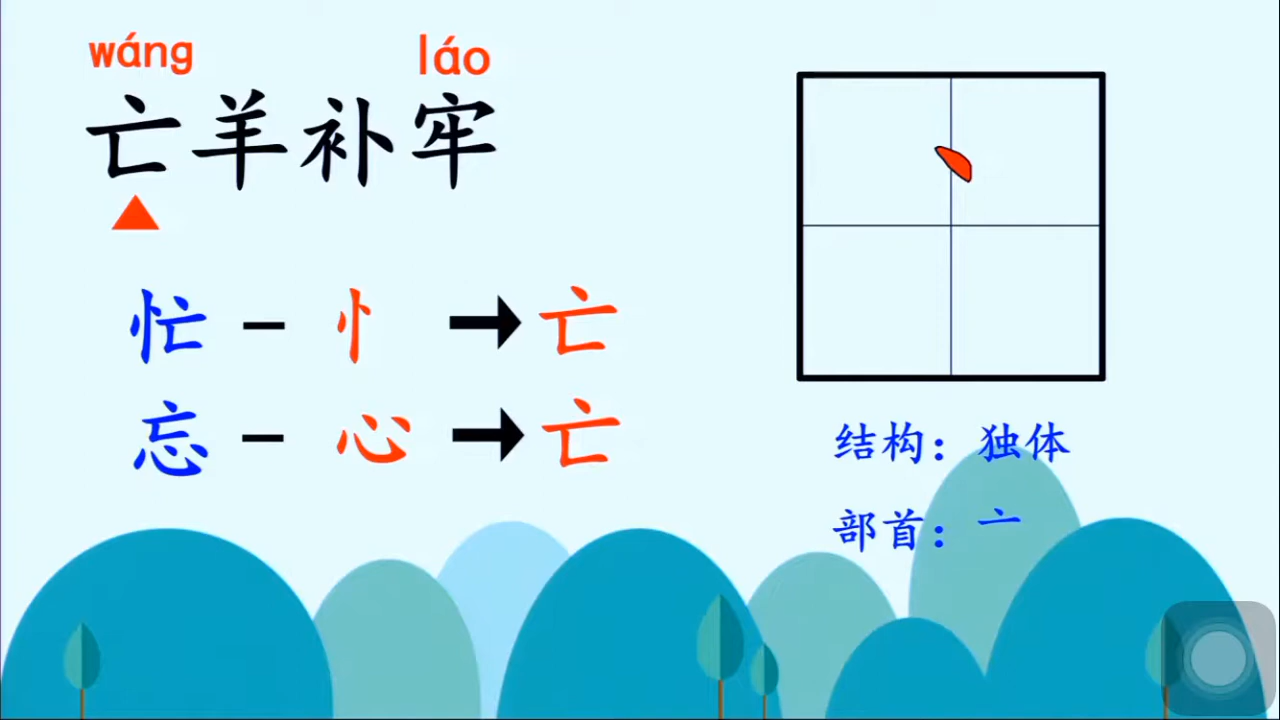 wáng láo
亡羊补牢
忙 - 忄 → 亡
忘 - 心 → 亡
结构：独体
部首：亠